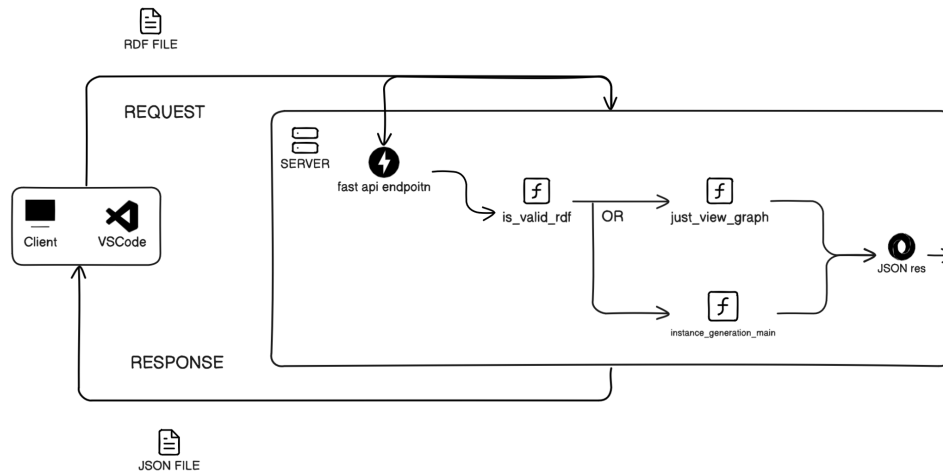 RDF FILE
REQUEST
SERVER
fast api endpoitn
is_valid_rdf
OR
just_view_graph
Client
VSCode
JSON res
instance_generation_main
RESPONSE
JSON FILE